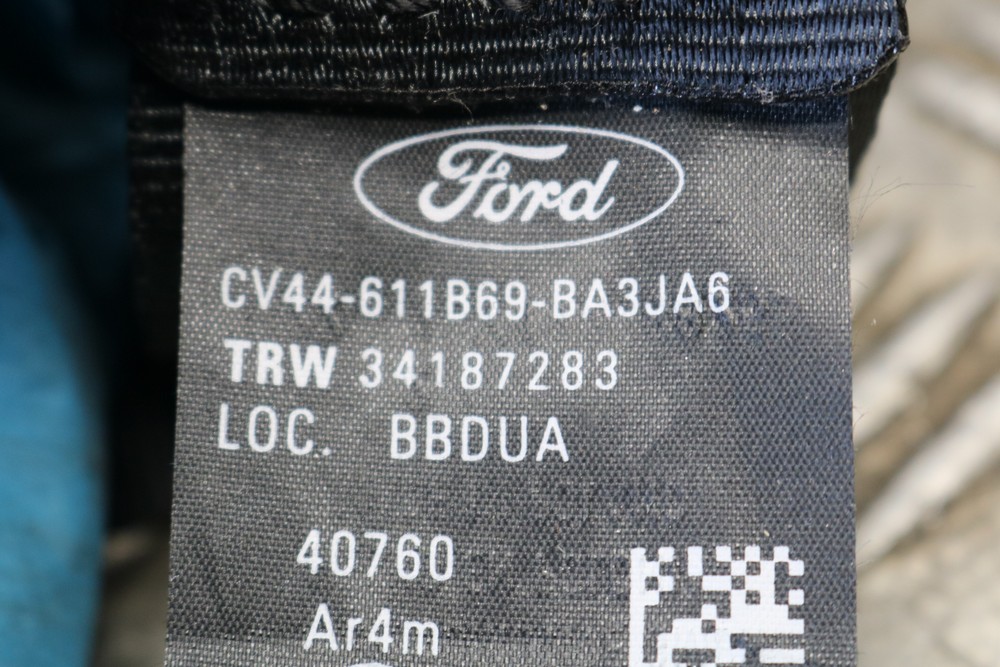 Ford
CV44-611B69-BA3JA6
TRW 34187283
LOC. BBDUA
40760
Ar4m